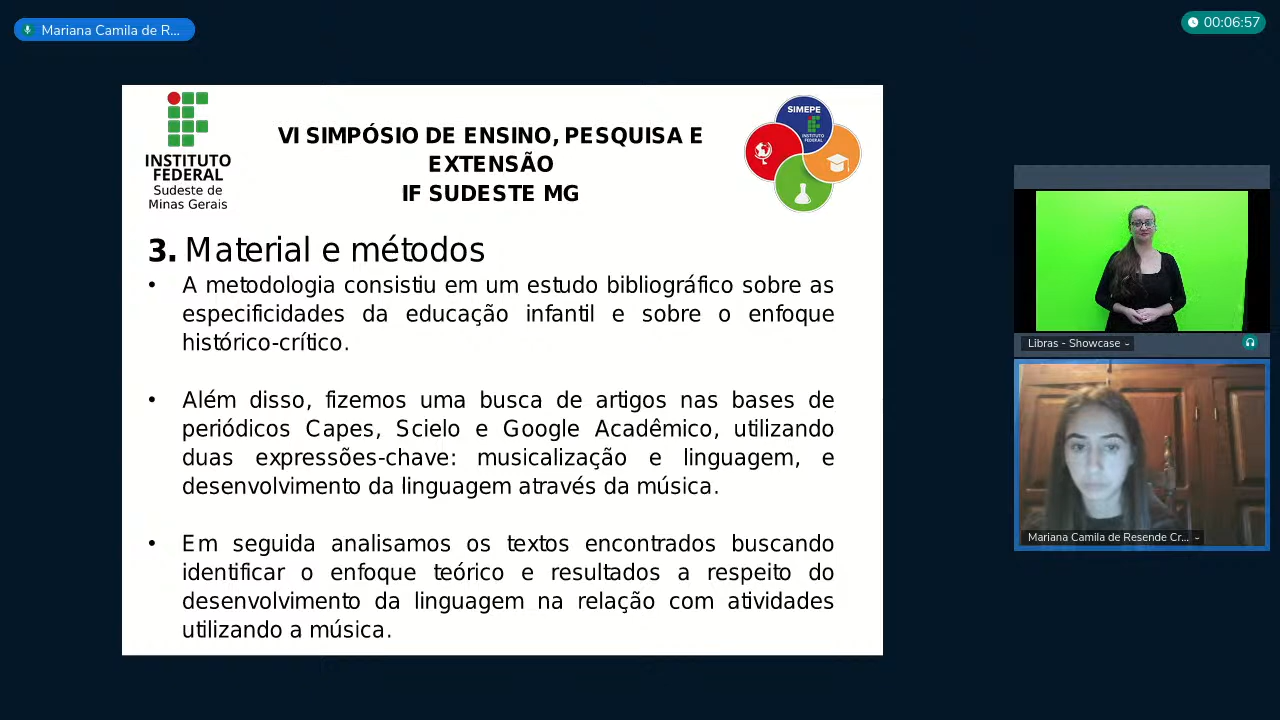 Mariana Camila de R...
00:06:57
INSTITUTO
FEDERAL
Sudeste de
Minas Gerais
VI SIMPÓSIO DE ENSINO, PESQUISA E
EXTENSÃO
IF SUDESTE MG
SIMEPE
INSTITUTO
FEDERAL
3. Material e métodos
• A metodologia consistiu em um estudo bibliográfico sobre as
especificidades da educação infantil e sobre o enfoque
histórico-crítico.
• Além disso, fizemos uma busca de artigos nas bases de
periódicos Capes, Scielo e Google Acadêmico, utilizando
duas expressões-chave: musicalização e linguagem, e
desenvolvimento da linguagem através da música.
• Em seguida analisamos os textos encontrados buscando
identificar o enfoque teórico e resultados a respeito do
desenvolvimento da linguagem na relação com atividades
utilizando a música.
Libras - Showcase
Mariana Camila de Resende Cr...